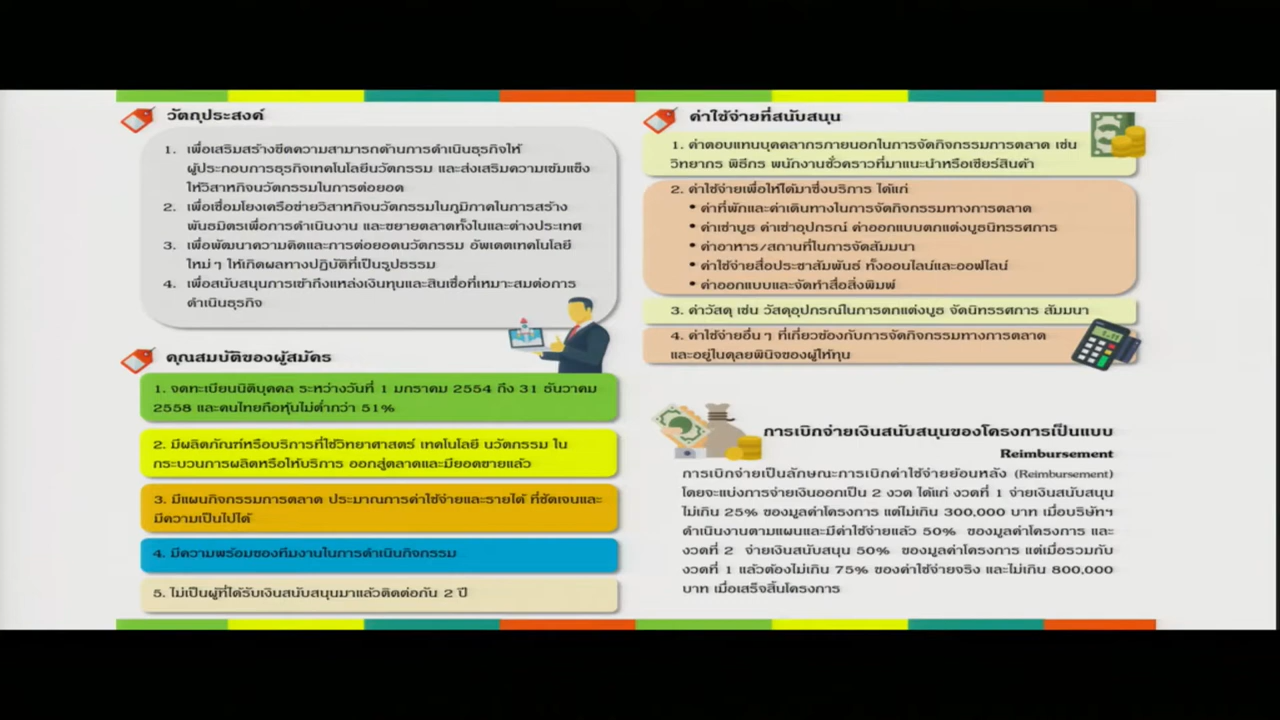 วัตถุประสงค์
1. เพื่อเสริมสร้างขีดความสามารถด้านการดำเนินธุรกิจให้
ผู้ประกอบการธุรกิจเทคโนโลยีนวัตกรรม และส่งเสริมความเข้มแข็ง
ให้วิสาหกิจนวัตกรรมในการต่อยอด
2. เพื่อเชื่อมโยงเครือข่ายวิสาหกิจนวัตกรรมในภูมิภาคในการสร้าง
พันธมิตรเพื่อการดำเนินงาน และขยายตลาดทั้งในและต่างประเทศ
3. เพื่อพัฒนาความคิดและการต่อยอดนวัตกรรม อัพเดตเทคโนโลยี
ใหม่ๆ ให้เกิดผลทางปฏิบัติที่เป็นรูปธรรม
4. เพื่อสนับสนุนการเข้าถึงแหล่งเงินทุนและสินเชื่อที่เหมาะสมต่อการ
ดำเนินธุรกิจ
คุณสมบัติของผู้สมัคร
1. จดทะเบียนนิติบุคคล ระหว่างวันที่ 1 มกราคม 2554 ถึง 31 ธันวาคม
2558 และคนไทยถือหุ้นไม่ต่ำกว่า 51%
2. มีผลิตภัณฑ์หรือบริการที่ใช้วิทยาศาสตร์ เทคโนโลยี นวัตกรรม ใน
กระบวนการผลิตหรือให้บริการ ออกสู่ตลาดและมียอดขายแล้ว
3. มีแผนกิจกรรมการตลาด ประมาณการค่าใช้จ่ายและรายได้ ที่ชัดเจนและ
มีความเป็นไปได้
4. มีความพร้อมของทีมงานในการดำเนินกิจกรรม
5. ไม่เป็นผู้ที่ได้รับเงินสนับสนุนมาแล้วติดต่อกัน 2 ปี
ค่าใช้จ่ายที่สนับสนุน
1. ค่าตอบแทนบุคคลากรภายนอกในการจัดกิจกรรมการตลาด เช่น
วิทยากร พิธีกร พนักงานชั่วคราวที่มาแนะนำหรือเชียร์สินค้า
2. ค่าใช้จ่ายเพื่อให้ได้มาซึ่งบริการ ได้แก่
• ค่าที่พักและค่าเดินทางในการจัดกิจกรรมทางการตลาด
• ค่าเช่าบูธ ค่าเช่าอุปกรณ์ ค่าออกแบบตกแต่งบูธนิทรรศการ
• ค่าอาหาร/สถานที่ในการจัดสัมมนา
• ค่าใช้จ่ายสื่อประชาสัมพันธ์ ทั้งออนไลน์และออฟไลน์
• ค่าออกแบบและจัดทำสื่อสิ่งพิมพ์
3. ค่าวัสดุ เช่น วัสดุอุปกรณ์ในการตกแต่งบูธ จัดนิทรรศการ สัมมนา
4. ค่าใช้จ่ายอื่นๆ ที่เกี่ยวข้องกับการจัดกิจกรรมทางการตลาด
และอยู่ในดุลยพินิจของผู้ให้ทุน
การเบิกจ่ายเงินสนับสนุนของโครงการเป็นแบบ
Reimbursement
การเบิกจ่ายเป็นลักษณะการเบิกค่าใช้จ่ายย้อนหลัง (Reimbursement)
โดยจะแบ่งการจ่ายเงินออกเป็น 2 งวด ได้แก่ งวดที่ 1 จ่ายเงินสนับสนุน
ไม่เกิน 25% ของมูลค่าโครงการ แต่ไม่เกิน 300,000 บาท เมื่อบริษัทฯ
ดำเนินงานตามแผนและมีค่าใช้จ่ายแล้ว 50% ของมูลค่าโครงการ และ
งวดที่ 2 จ่ายเงินสนับสนุน 50% ของมูลค่าโครงการ แต่เมื่อรวมกับ
งวดที่ 1 แล้วต้องไม่เกิน 75% ของค่าใช้จ่ายจริง และไม่เกิน 800,000
บาท เมื่อเสร็จสิ้นโครงการ